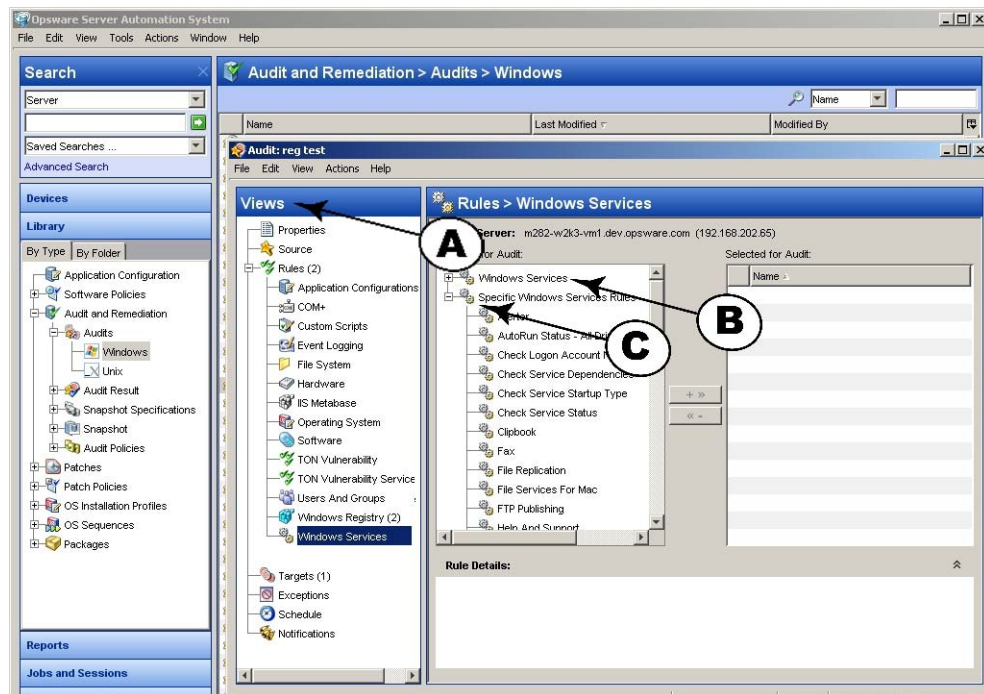 Opsware Server Automation System
File Edit View Tools Actions Window Help
Search
Server
Saved Searches ...
Advanced Search
Devices
Library
By Type By Folder
Application Configuration
Software Policies
Audit and Remediation
Audits
Windows
Unix
Audit Result
Snapshot Specifications
Snapshot
Audit Policies
Patches
Patch Policies
OS Installation Profiles
OS Sequences
Packages
Reports
Jobs and Sessions
Audit and Remediation > Audits > Windows
Name
Name Last Modified Modified By
Audit: reg test
File Edit View Actions Help
Views
Properties
Source
Rules (2)
Application Configurations
COM+
Custom Scripts
Event Logging
File System
Hardware
IIS Metabase
Operating System
Software
TON Vulnerability
TON Vulnerability Service
Users And Groups
Windows Registry (2)
Windows Services
Targets (1)
Exceptions
Schedule
Notifications
Rules > Windows Services
Server: m282-w2k3-vm1.dev.opsware.com (192.168.202.65)
for Audit: Selected for Audit:
Windows Services
Specific Windows Services Rules
AutoRun Status - All
Check Logon Account
Check Service Dependencies
Check Service Startup Type
Check Service Status
Clipbook
Fax
File Replication
File Services For Mac
FTP Publishing
Help And Support
Name
+ »
« -
Rule Details:
A
B
C